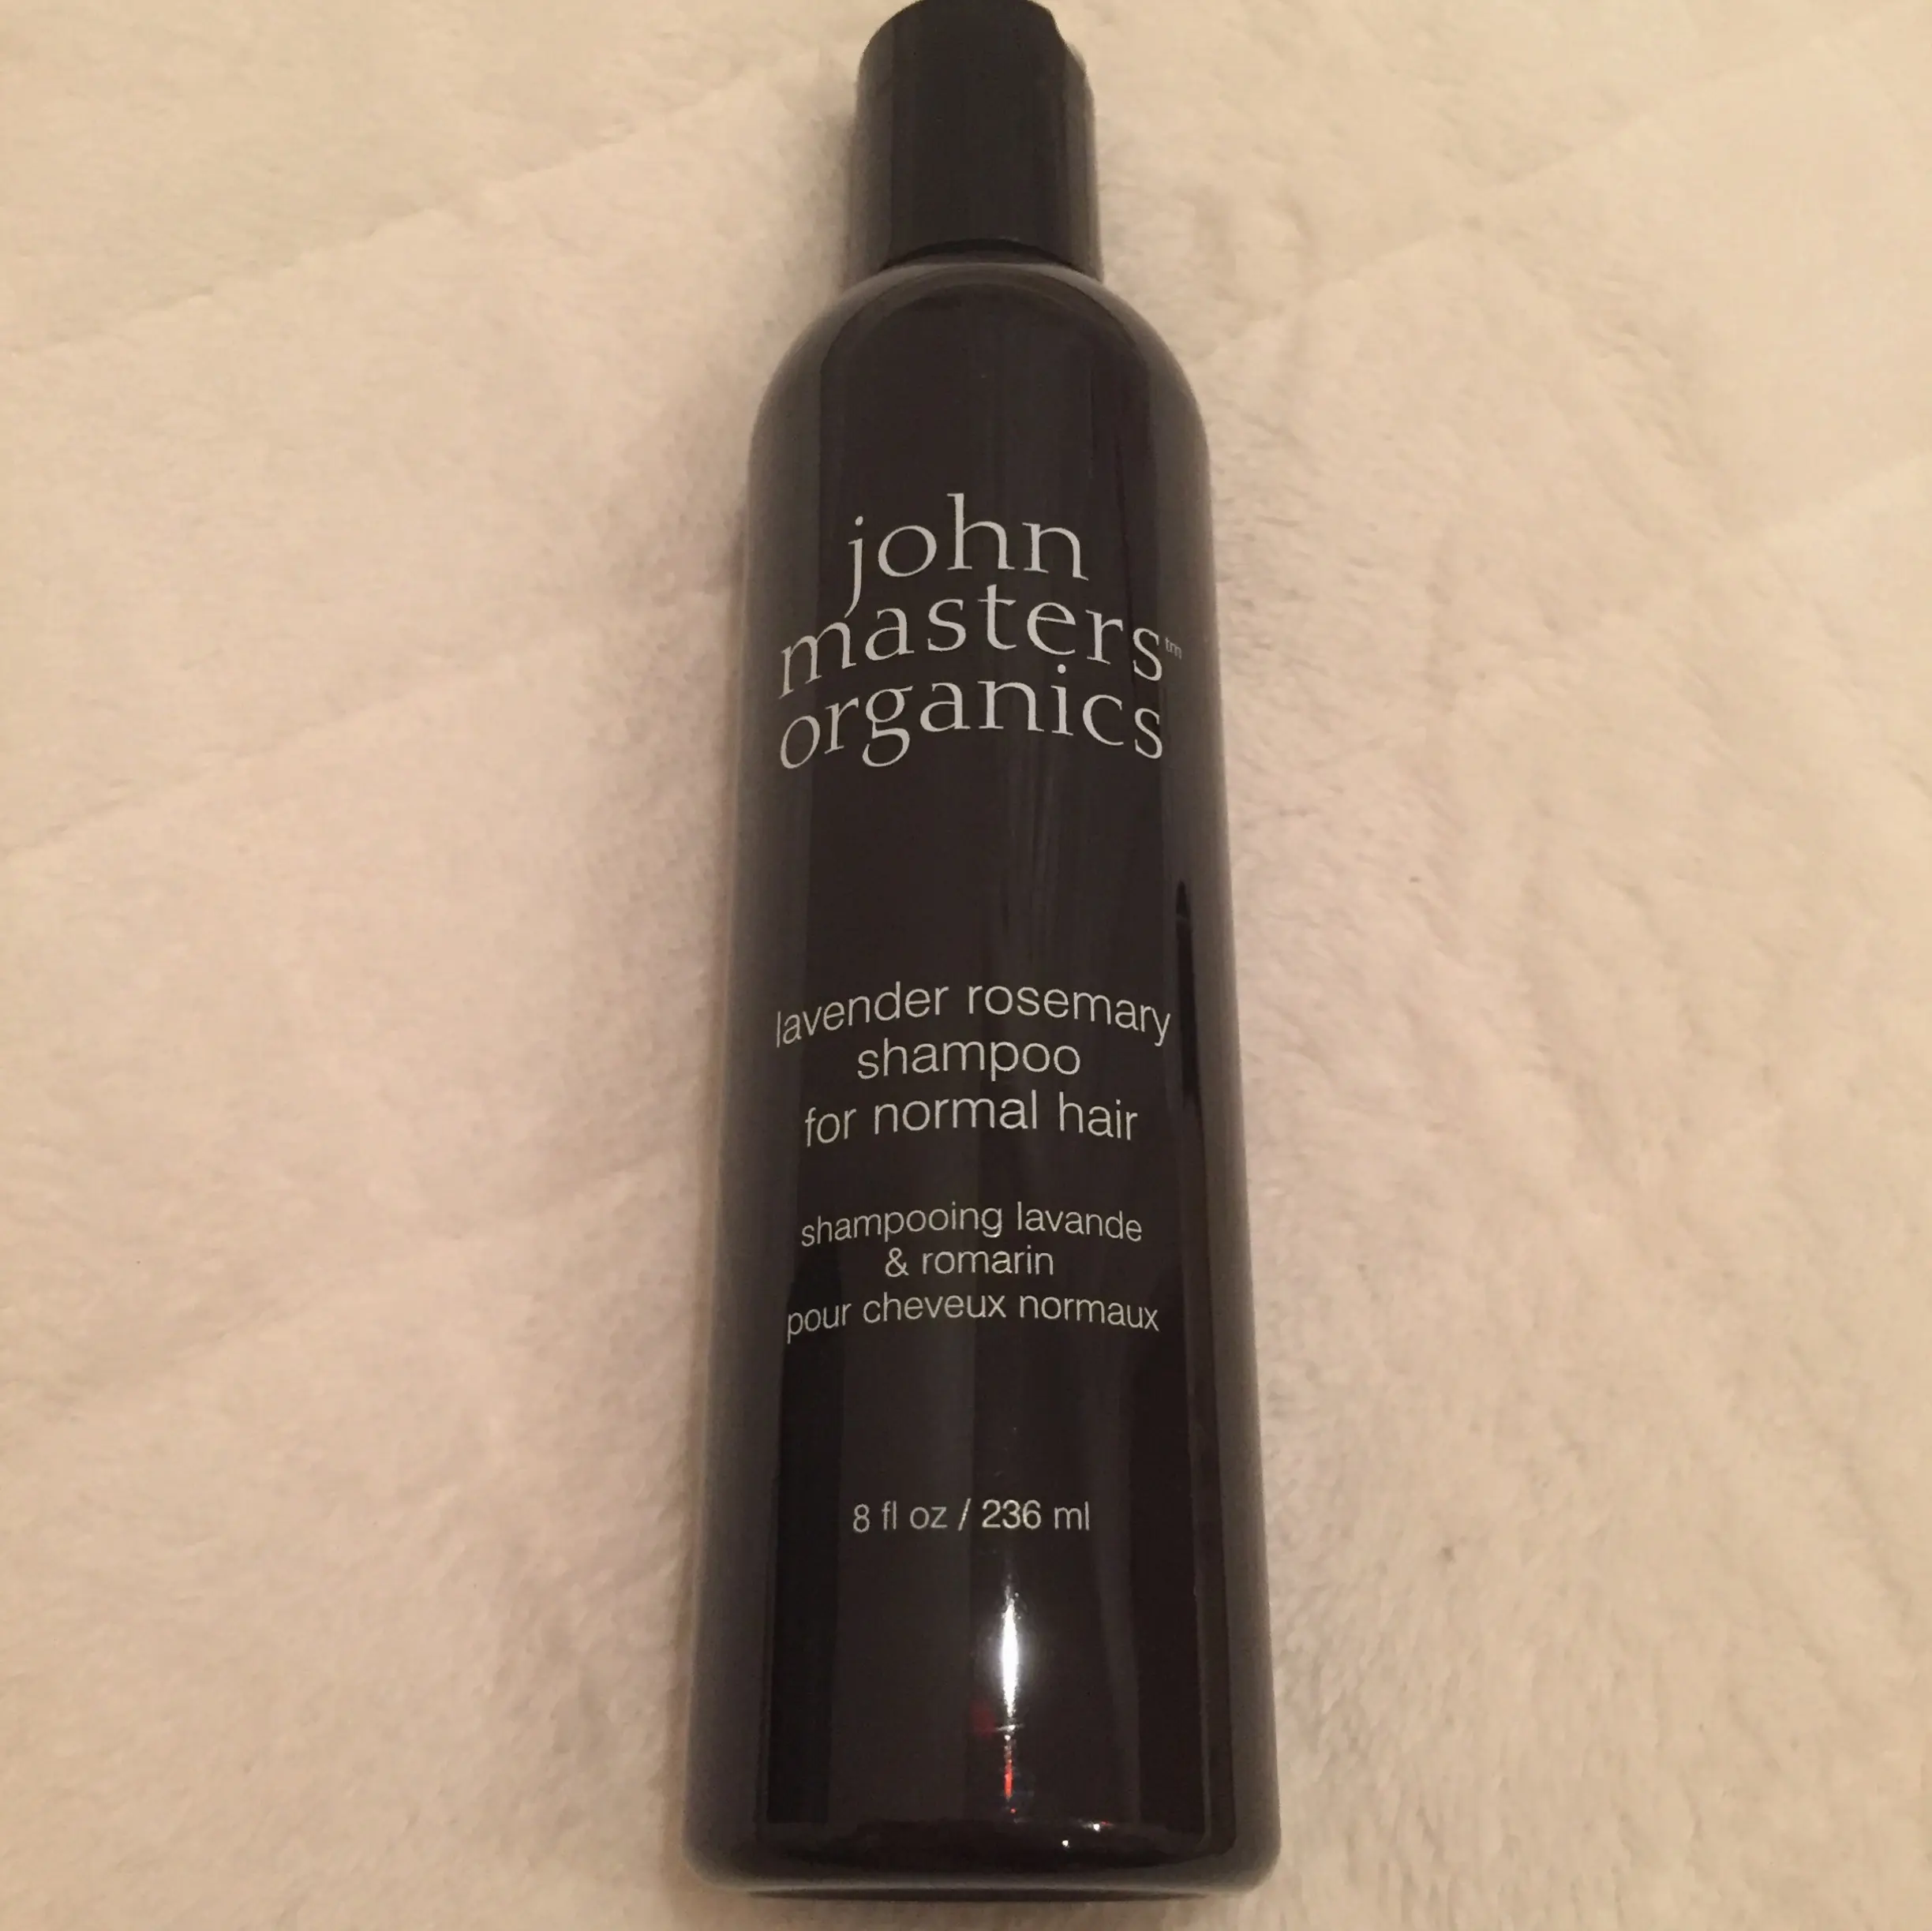 john
masters™
organics
lavender rosemary
shampoo
for normal hair
shampooing lavande
& romarin
pour cheveux normaux
8 fl oz / 236 ml